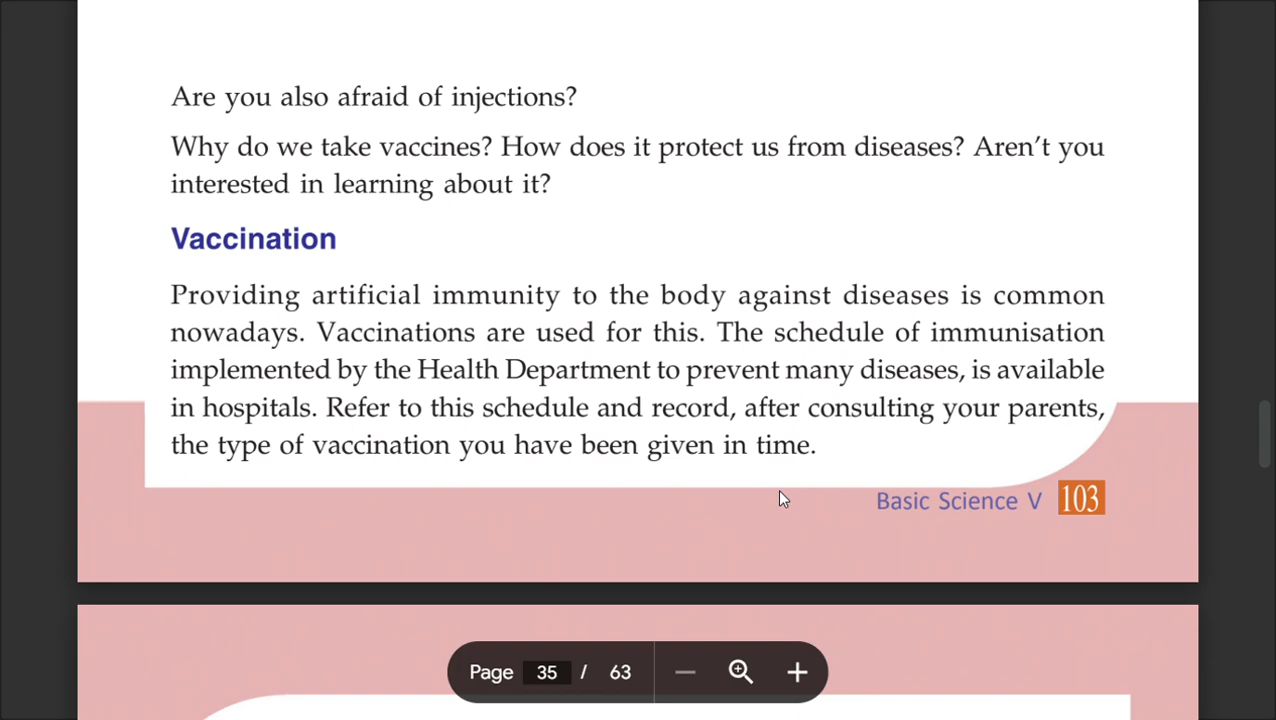 Are you also afraid of injections?
Why do we take vaccines? How does it protect us from diseases? Aren't you
interested in learning about it?
Vaccination
Providing artificial immunity to the body against diseases is common
nowadays. Vaccinations are used for this. The schedule of immunisation
implemented by the Health Department to prevent many diseases, is available
in hospitals. Refer to this schedule and record, after consulting your parents,
the type of vaccination you have been given in time.
Basic Science V 103
Page 35 / 63